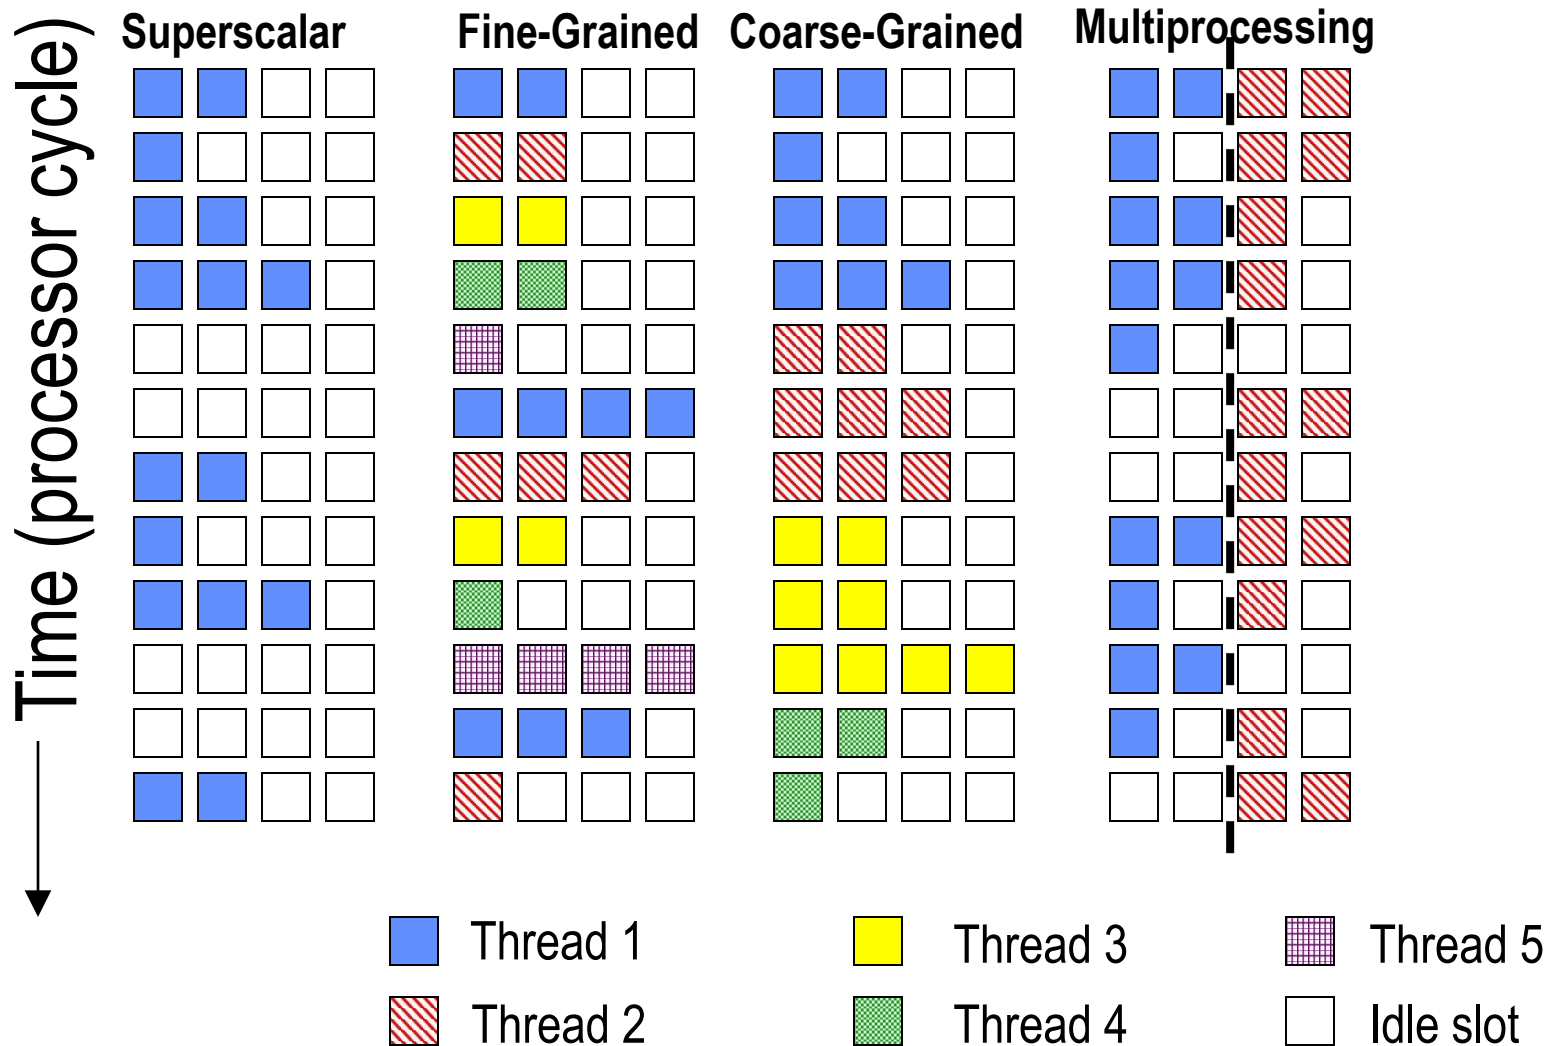 Superscalar
Fine-Grained
Coarse-Grained
Multiprocessing
Time (processor cycle)
Thread 1
Thread 3
Thread 5
Thread 2
Thread 4
Idle slot